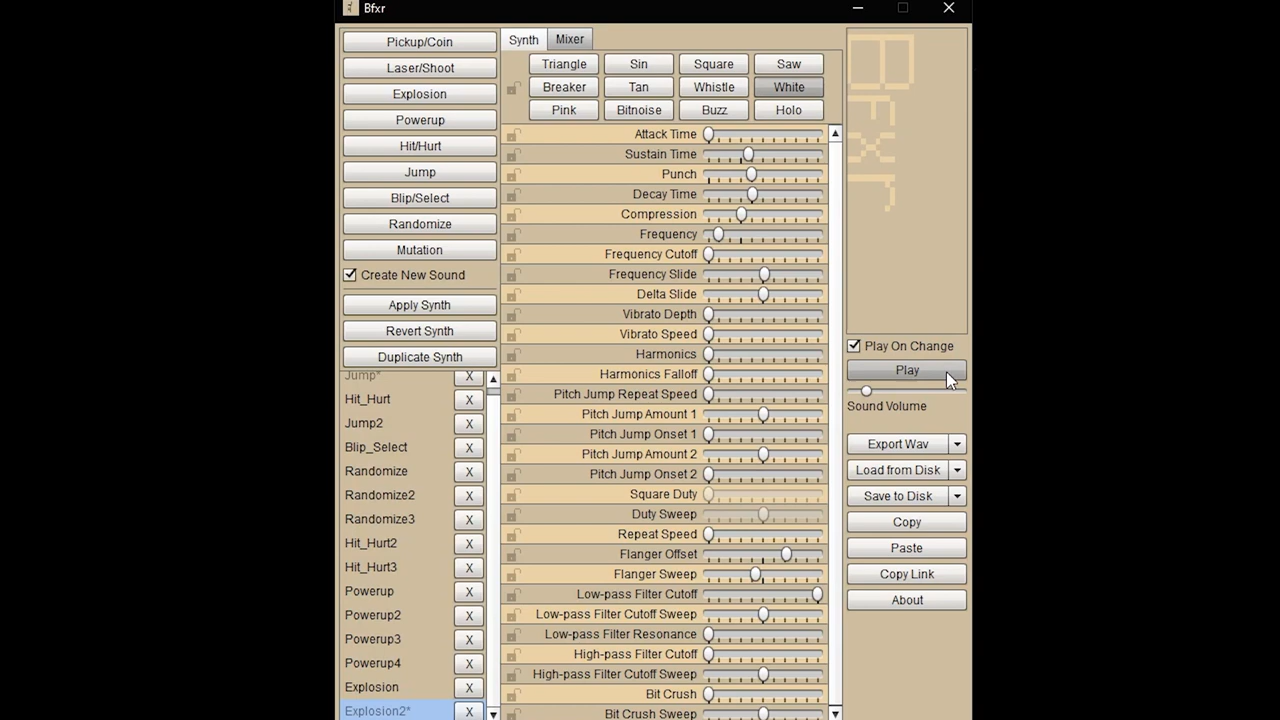 Bfxr
Pickup/Coin
Laser/Shoot
Explosion
Powerup
Hit/Hurt
Jump
Blip/Select
Randomize
Mutation
Create New Sound
Apply Synth
Revert Synth
Duplicate Synth
Jump* X
Hit_Hurt X
Jump2 X
Blip_Select X
Randomize X
Randomize2 X
Randomize3 X
Hit_Hurt2 X
Hit_Hurt3 X
Powerup X
Powerup2 X
Powerup3 X
Powerup4 X
Explosion X
Explosion2* X
Synth Mixer
Triangle Sin Square Saw
Breaker Tan Whistle White
Pink Bitnoise Buzz Holo
Attack Time
Sustain Time
Punch
Decay Time
Compression
Frequency
Frequency Cutoff
Frequency Slide
Delta Slide
Vibrato Depth
Vibrato Speed
Harmonics
Harmonics Falloff
Pitch Jump Repeat Speed
Pitch Jump Amount 1
Pitch Jump Onset 1
Pitch Jump Amount 2
Pitch Jump Onset 2
Square Duty
Duty Sweep
Repeat Speed
Flanger Offset
Flanger Sweep
Low-pass Filter Cutoff
Low-pass Filter Cutoff Sweep
Low-pass Filter Resonance
High-pass Filter Cutoff
High-pass Filter Cutoff Sweep
Bit Crush
Bit Crush Sweep
Bfxr
Play On Change
Play
Sound Volume
Export Wav
Load from Disk
Save to Disk
Copy
Paste
Copy Link
About